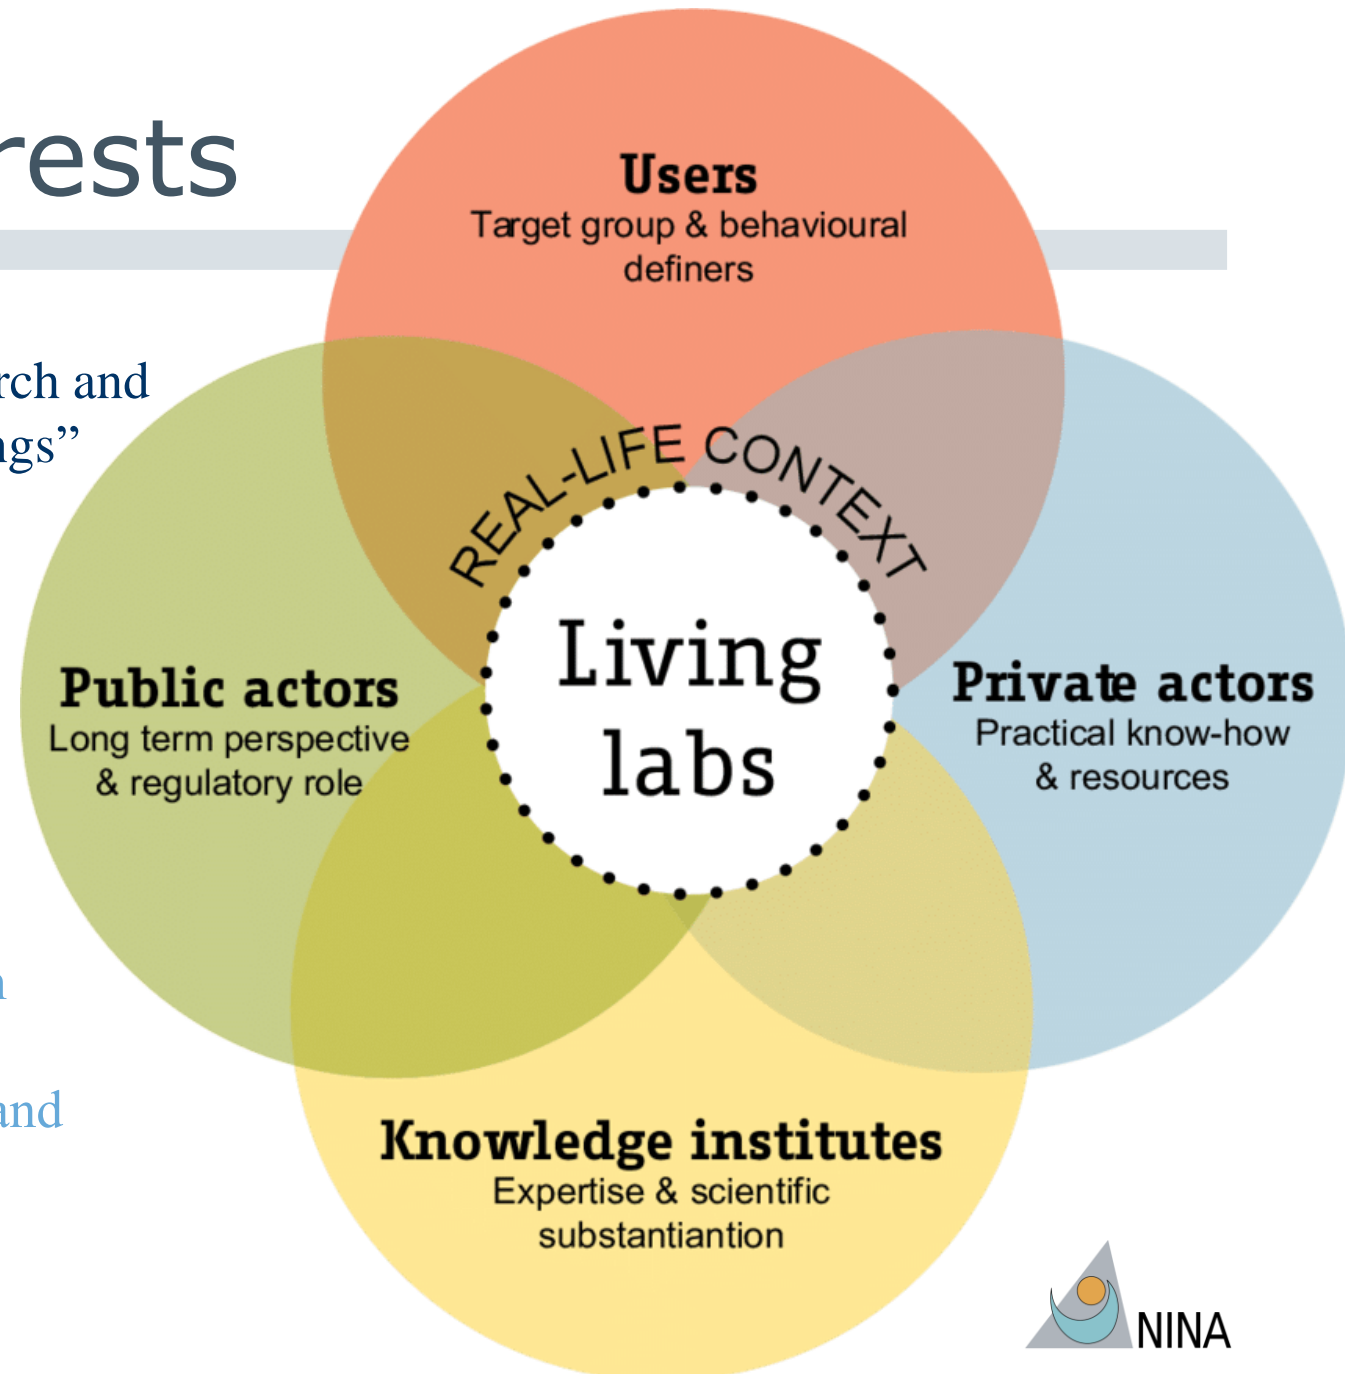 rests
Users
Target group & behavioural
definers
rch and
ngs”
REAL-LIFE CONTEXT
Living
labs
Public actors
Long term perspective
& regulatory role
Private actors
Practical know-how
& resources
n
and
Knowledge institutes
Expertise & scientific
substantiantion
NINA